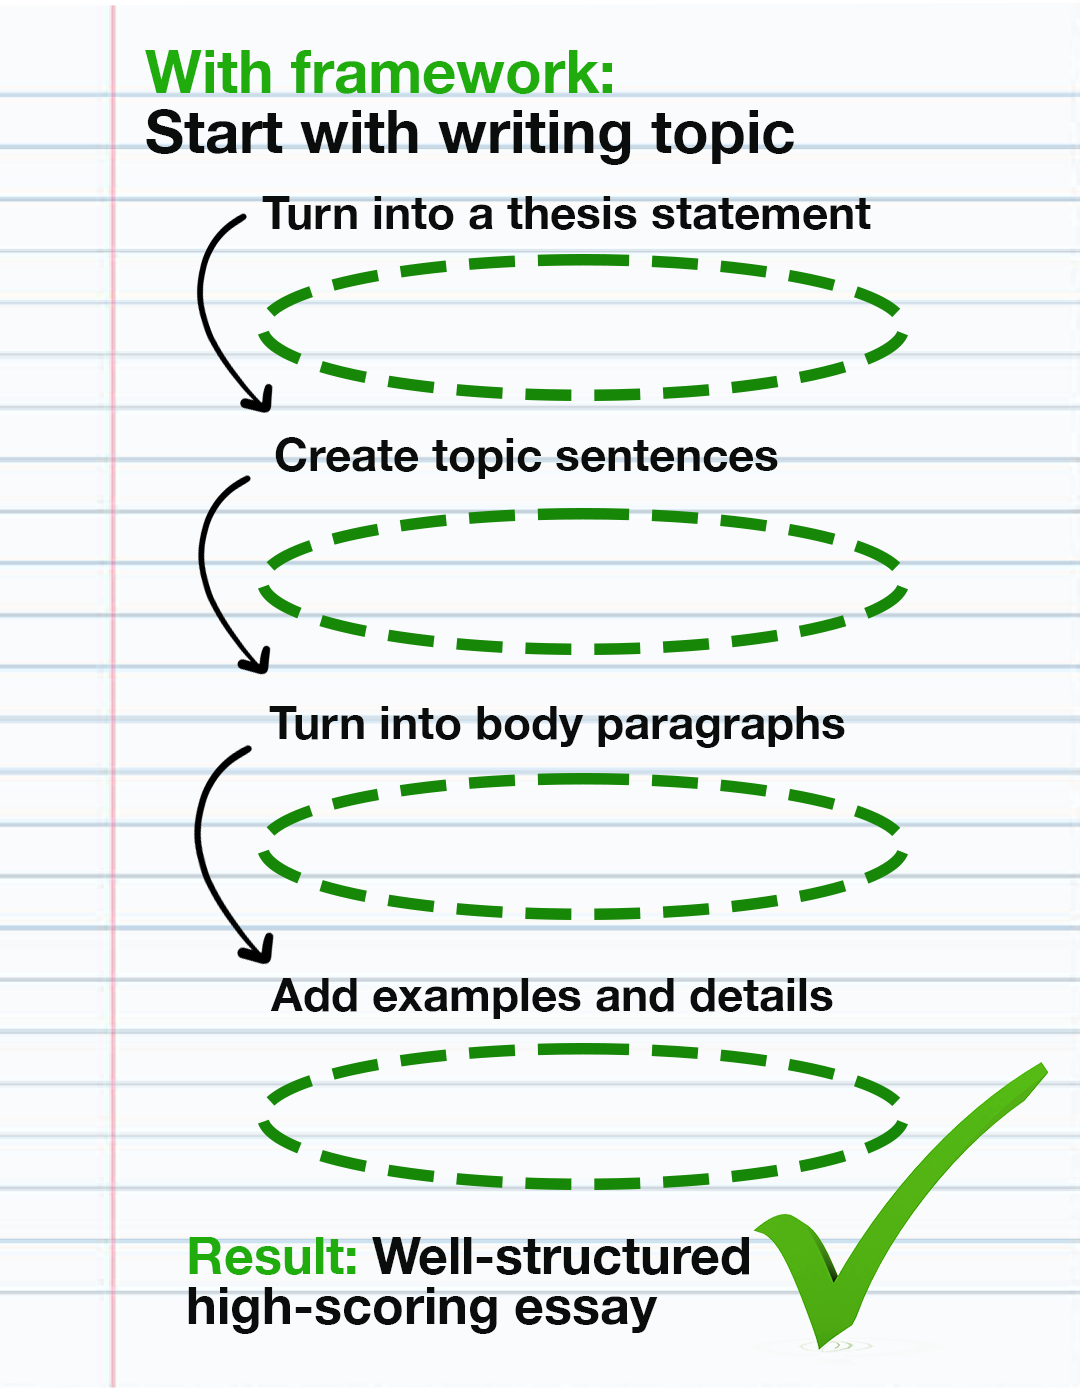 With framework:
Start with writing topic
Turn into a thesis statement
Create topic sentences
Turn into body paragraphs
Add examples and details
Result: Well-structured
high-scoring essay